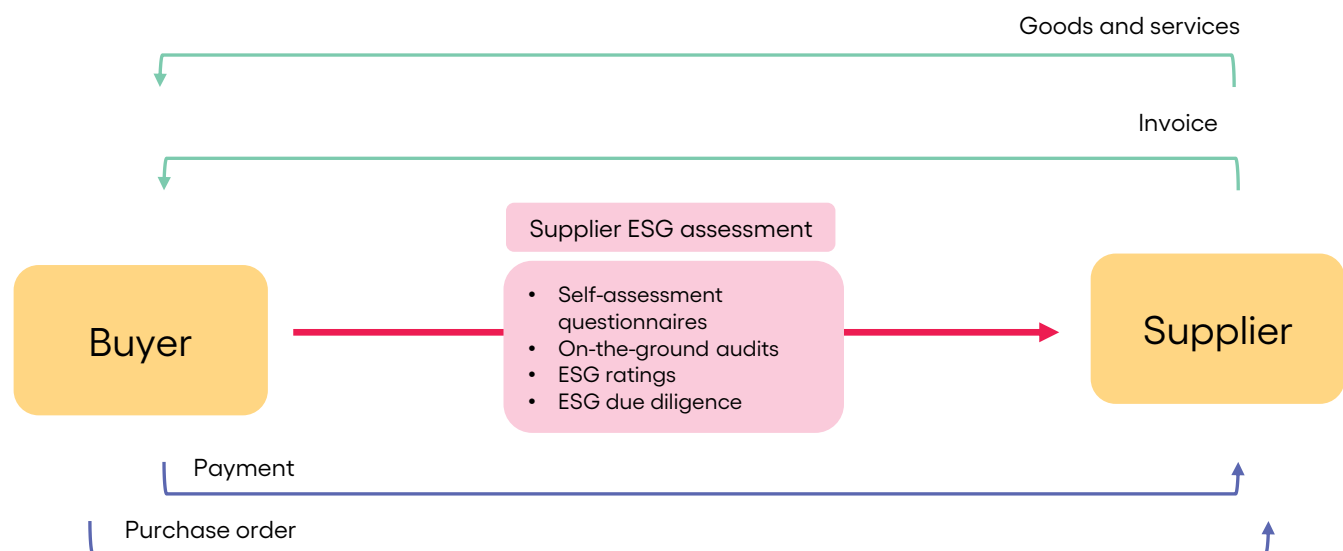 Goods and services
Invoice
Supplier ESG assessment
• Self-assessment
questionnaires
• On-the-ground audits
• ESG ratings
• ESG due diligence
Buyer
Supplier
Payment
Purchase order